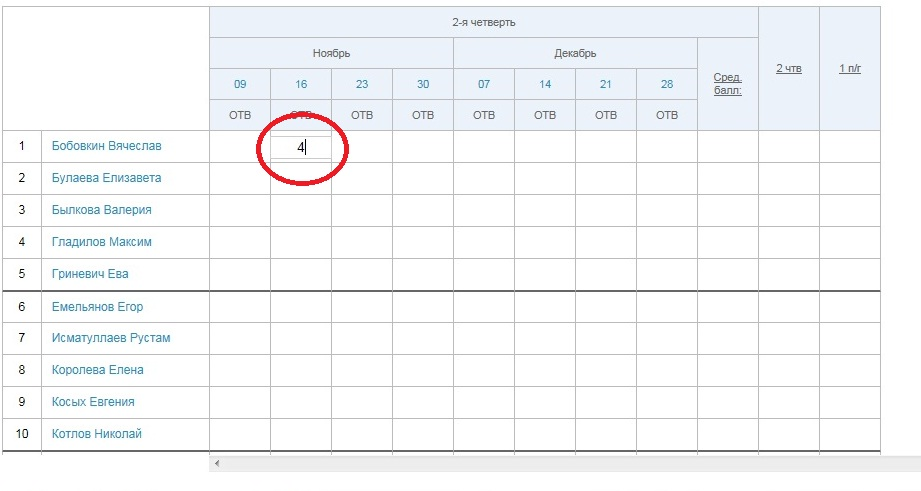 2-я четверть
Ноябрь Декабрь Сред. балл: 2 чтв 1 п/г
09 16 23 30 07 14 21 28
ОТВ ОТВ ОТВ ОТВ ОТВ ОТВ ОТВ ОТВ
1 Бобовкин Вячеслав 4
2 Булаева Елизавета
3 Былкова Валерия
4 Гладилов Максим
5 Гриневич Ева
6 Емельянов Егор
7 Исматуллаев Рустам
8 Королева Елена
9 Косых Евгения
10 Котлов Николай